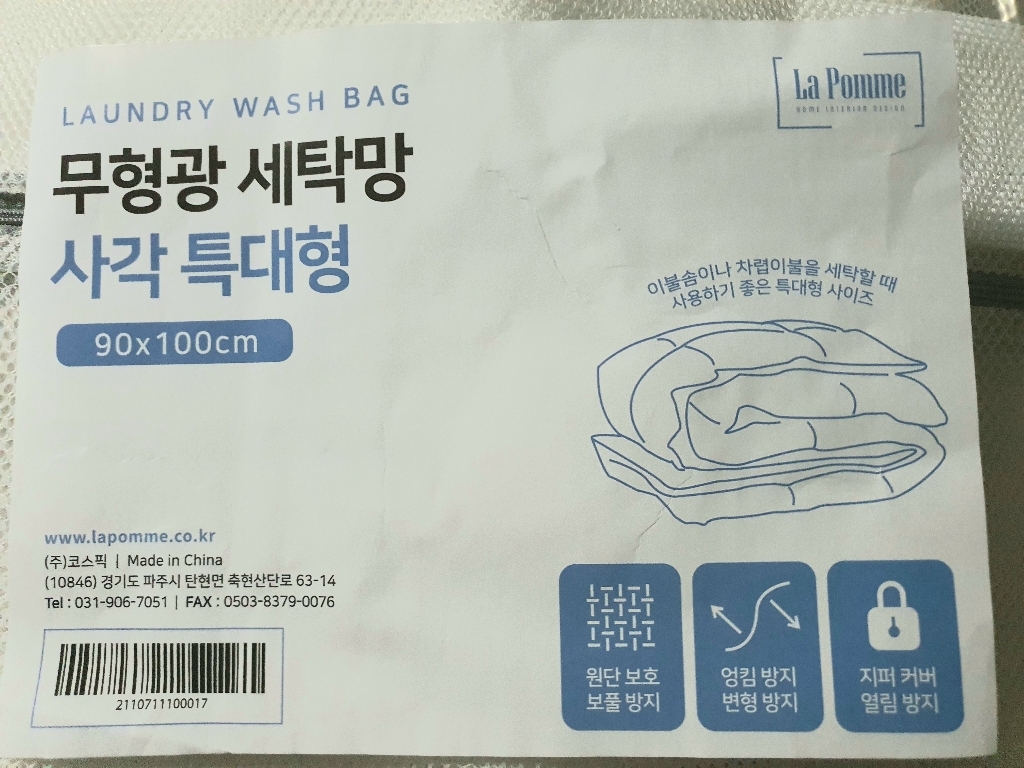 LAUNDRY WASH BAG
La Pomme
HOME INTERIOR DESIGN
무형광 세탁망
사각 특대형
90x100cm
이불솜이나 차렵이불을 세탁할 때
사용하기 좋은 특대형 사이즈
www.lapomme.co.kr
(주)코스픽 | Made in China
(10846) 경기도 파주시 탄현면 축현산단로 63-14
Tel : 031-906-7051 | FAX : 0503-8379-0076
2110711100017
원단 보호
보풀 방지
엉킴 방지
변형 방지
지퍼 커버
열림 방지